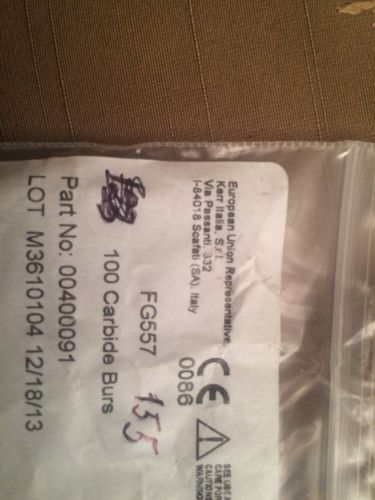 European Union Representative
Kerr Italia, S.r.l.
Via Passanti, 332
I-84018 Scafati (SA), Italy
CE
0086
FG557
155
100 Carbide Burs
Part No: 00400091
LOT M3610104 12/18/13